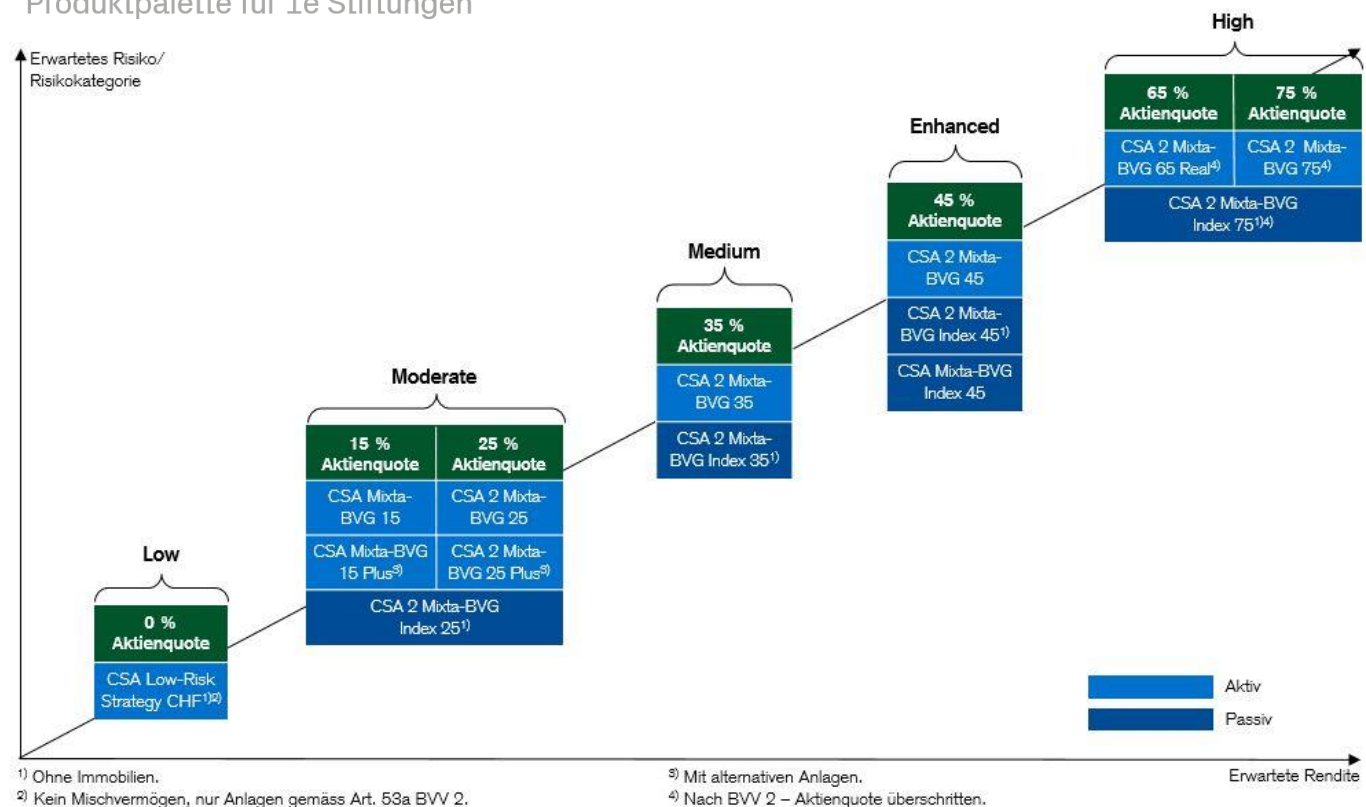 Produktpalette für 1e Stiftungen
Erwartetes Risiko/
Risikokategorie
High
65 %
Aktienquote
75 %
Aktienquote
CSA 2 Mixta-
BVG 65 Real4)
CSA 2 Mixta-
BVG 754)
CSA 2 Mixta-BVG
Index 751)4)
Enhanced
45 %
Aktienquote
CSA 2 Mixta-
BVG 45
CSA 2 Mixta-
BVG Index 451)
CSA Mixta-BVG
Index 45
Medium
35 %
Aktienquote
CSA 2 Mixta-
BVG 35
CSA 2 Mixta-
BVG Index 351)
Moderate
15 %
Aktienquote
25 %
Aktienquote
CSA Mixta-
BVG 15
CSA 2 Mixta-
BVG 25
CSA Mixta-BVG
15 Plus3)
CSA 2 Mixta-
BVG 25 Plus3)
CSA 2 Mixta-BVG
Index 251)
Low
0 %
Aktienquote
CSA Low-Risk
Strategy CHF1)2)
Aktiv
Passiv
Erwartete Rendite
1) Ohne Immobilien.
2) Kein Mischvermögen, nur Anlagen gemäss Art. 53a BVV 2.
3) Mit alternativen Anlagen.
4) Nach BVV 2 – Aktienquote überschritten.